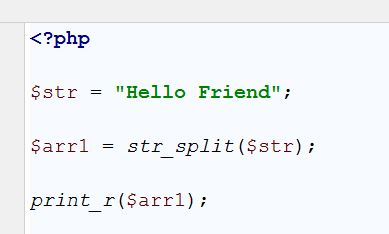 <?php
$str = "Hello Friend";
$arr1 = str_split($str);
print_r($arr1);